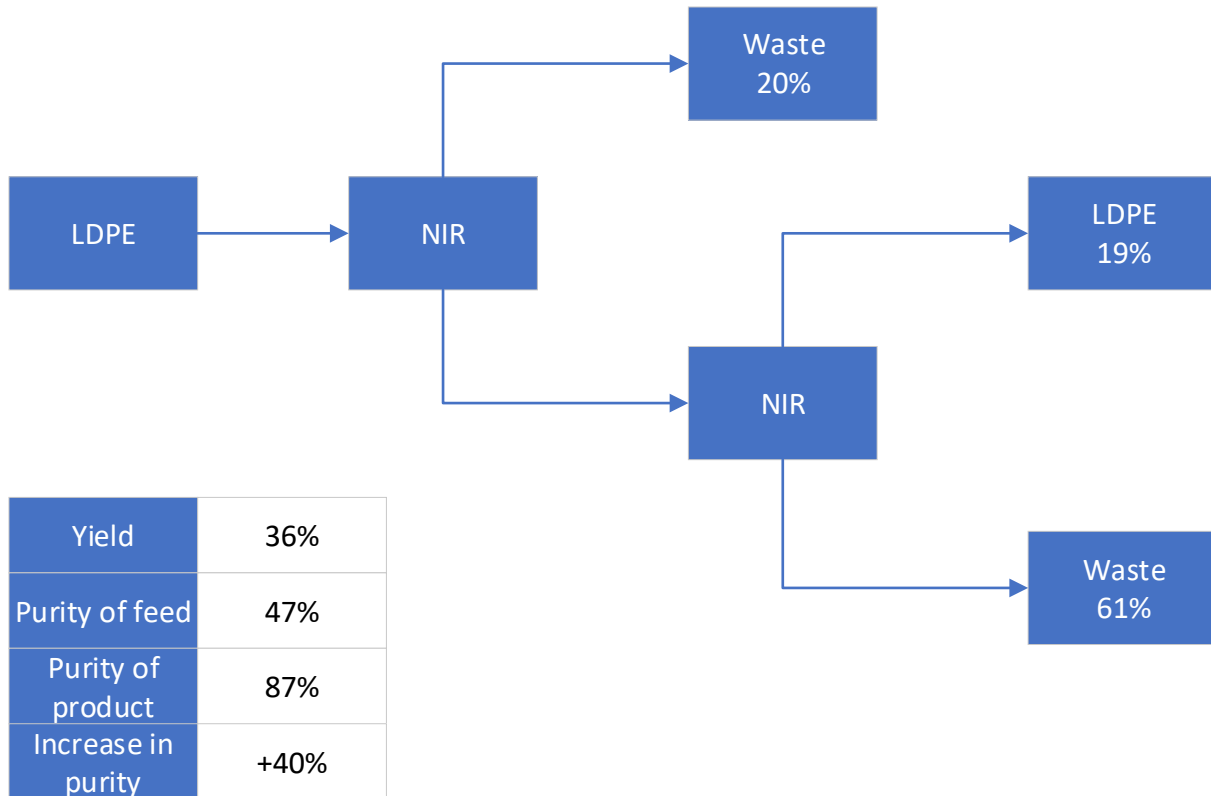 Waste
20%
LDPE
NIR
LDPE
19%
NIR
Waste
61%
Yield
36%
Purity of feed
47%
Purity of
product
87%
Increase in
purity
+40%